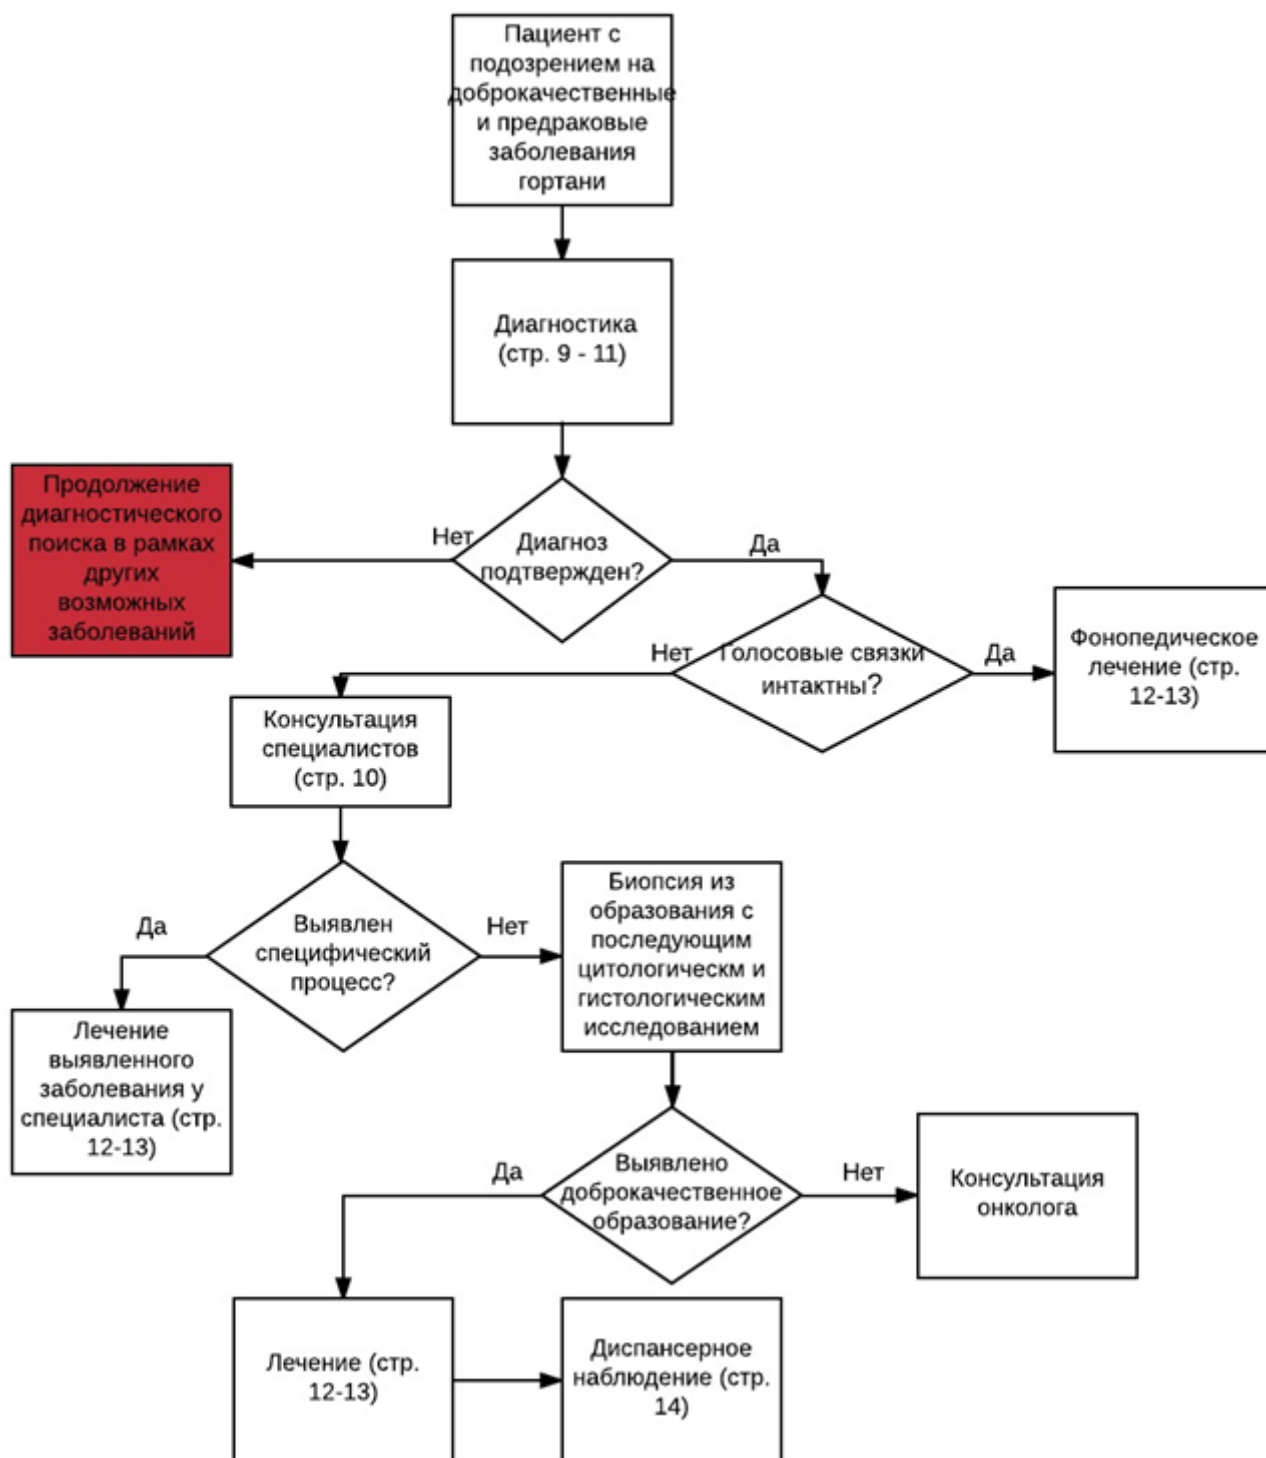 Пациент с
подозрением на
доброкачественные
и предраковые
заболевания
гортани
Диагностика
(стр. 9 - 11)
Продолжение
диагностического
поиска в рамках
других
возможных
заболеваний
Нет
Диагноз
подтвержден?
Да
Нет
Голосовые связки
интактны?
Да
Фонопедическое
лечение (стр.
12-13)
Консультация
специалистов
(стр. 10)
Да
Выявлен
специфический
процесс?
Нет
Биопсия из
образования с
последующим
цитологическм и
гистологическим
исследованием
Лечение
выявленного
заболевания у
специалиста (стр.
12-13)
Да
Выявлено
доброкачественное
образование?
Нет
Консультация
онколога
Лечение (стр.
12-13)
Диспансерное
наблюдение (стр.
14)